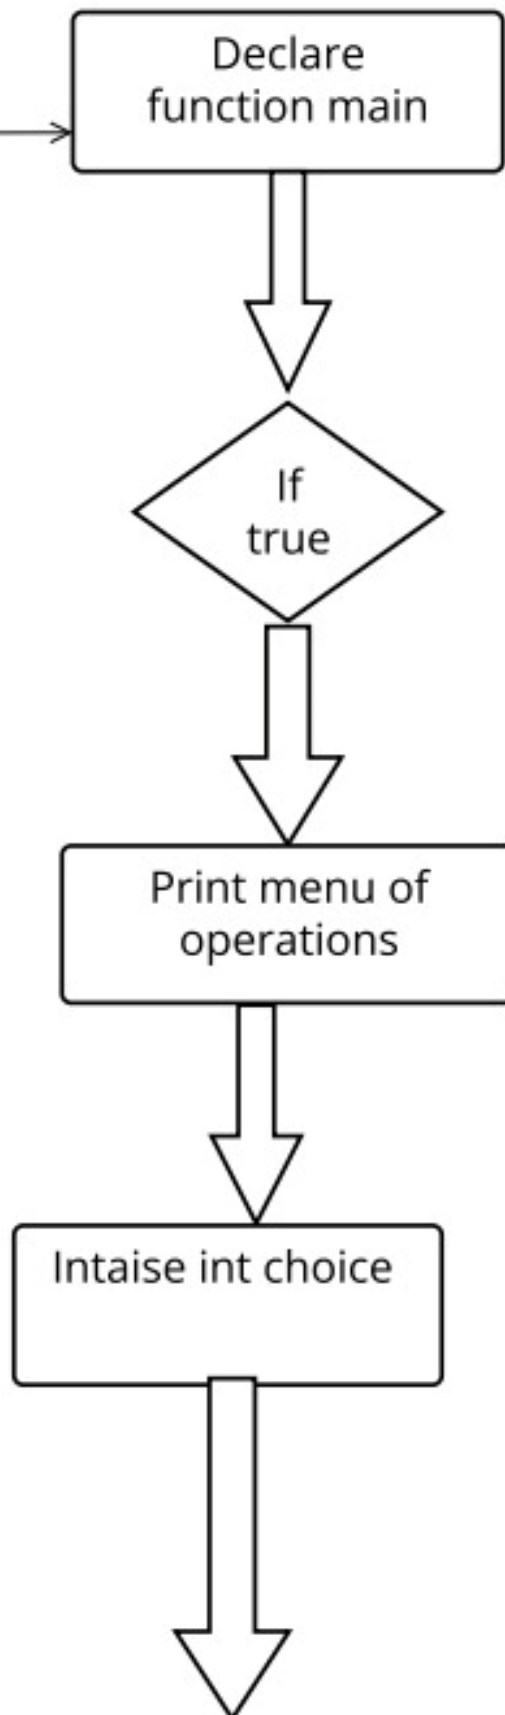 Declare
function main
If
true
Print menu of
operations
Intaise int choice